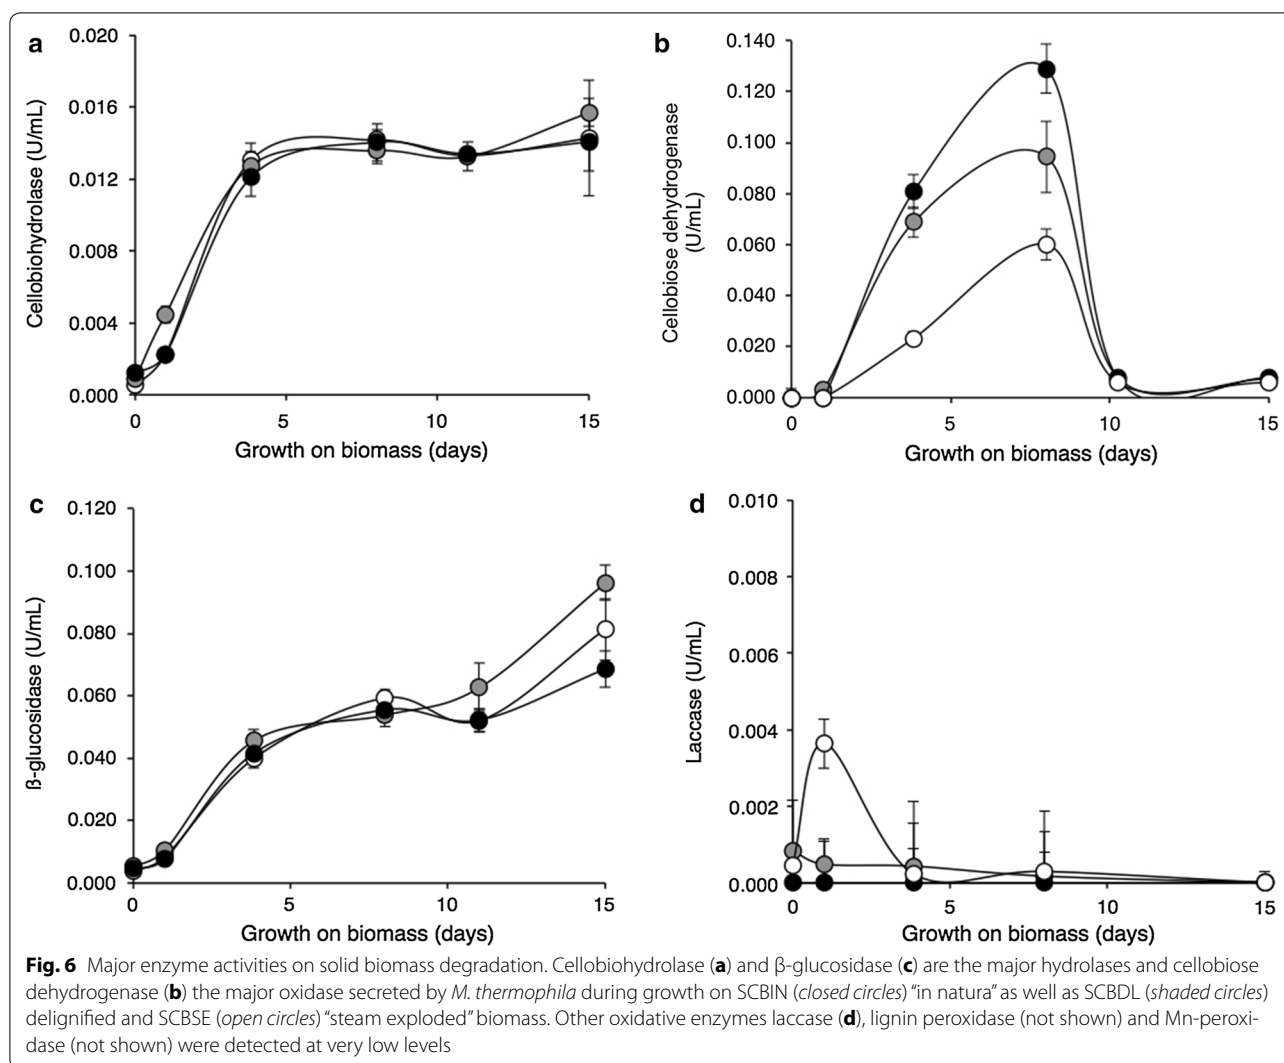 a
0.020
0.016
0.012
0.008
0.004
0.000
Cellobiohydrolase (U/mL)
0 5 10 15
Growth on biomass (days)
b
0.140
0.120
0.100
0.080
0.060
0.040
0.020
0.000
Cellobiose dehydrogenase
(U/mL)
0 5 10 15
Growth on biomass (days)
c
0.120
0.100
0.080
0.060
0.040
0.020
0.000
ß-glucosidase (U/mL)
0 5 10 15
Growth on biomass (days)
d
0.010
0.008
0.006
0.004
0.002
0.000
Laccase (U/mL)
0 5 10 15
Growth on biomass (days)
Fig. 6 Major enzyme activities on solid biomass degradation. Cellobiohydrolase (a) and β-glucosidase (c) are the major hydrolases and cellobiose
dehydrogenase (b) the major oxidase secreted by M. thermophila during growth on SCBIN (closed circles) “in natura” as well as SCBDL (shaded circles)
delignified and SCBSE (open circles) “steam exploded” biomass. Other oxidative enzymes laccase (d), lignin peroxidase (not shown) and Mn-peroxi-
dase (not shown) were detected at very low levels